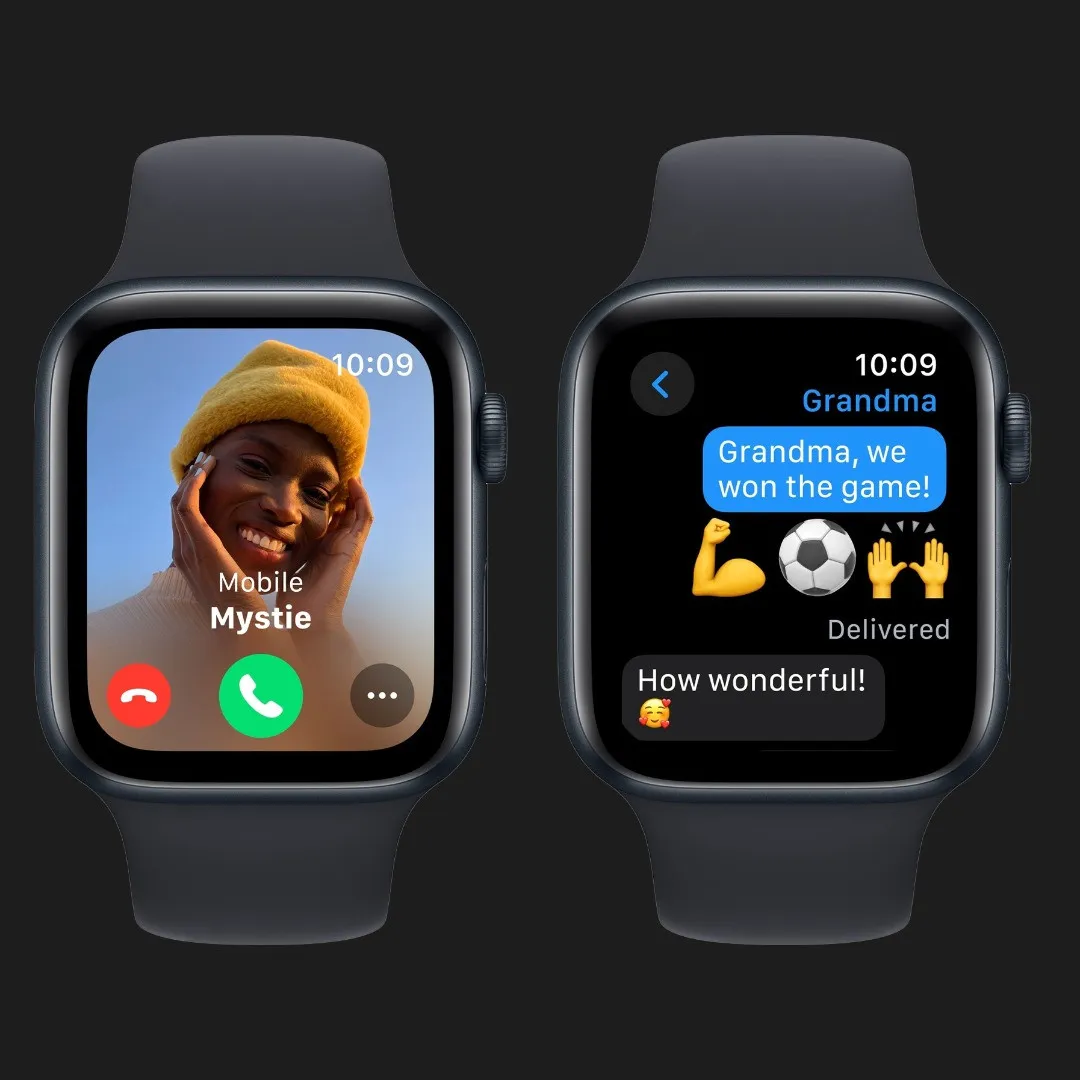 10:09
Mobile
Mystie
10:09
Grandma
Grandma, we
won the game!
Delivered
How wonderful!